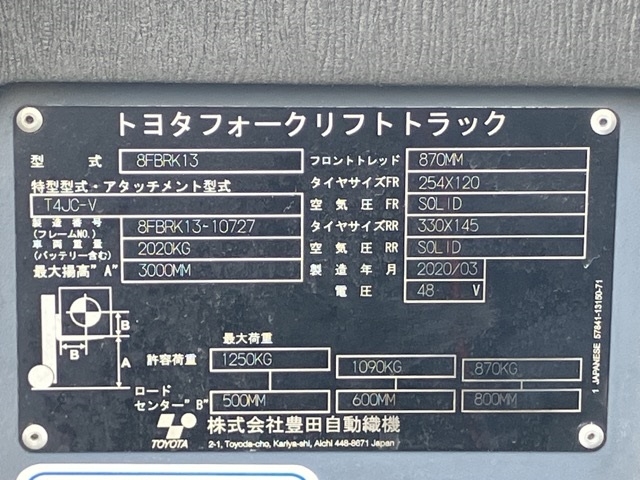 トヨタフォークリフトトラック
型式 8FBRK13 フロントトレッド 870MM
特型型式・アタッチメント型式 タイヤサイズFR 254X120
T4JC-V 空気圧FR SOLID
製造番号(フレームNO.) 8FBRK13-10727 タイヤサイズRR 330X145
車両重量(バッテリー含む) 2020KG 空気圧RR SOLID
最大揚高"A" 3000MM 製造年月 2020/03
電圧 48 V
B
B
A
最大荷重
許容荷重 1250KG 1090KG 870KG
ロードセンター"B" 500MM 600MM 800MM
TOYOTA 株式会社豊田自動織機
2-1, Toyoda-cho, Kariya-shi, Aichi 448-8671 Japan
1 JAPANESE 57841-13150-71